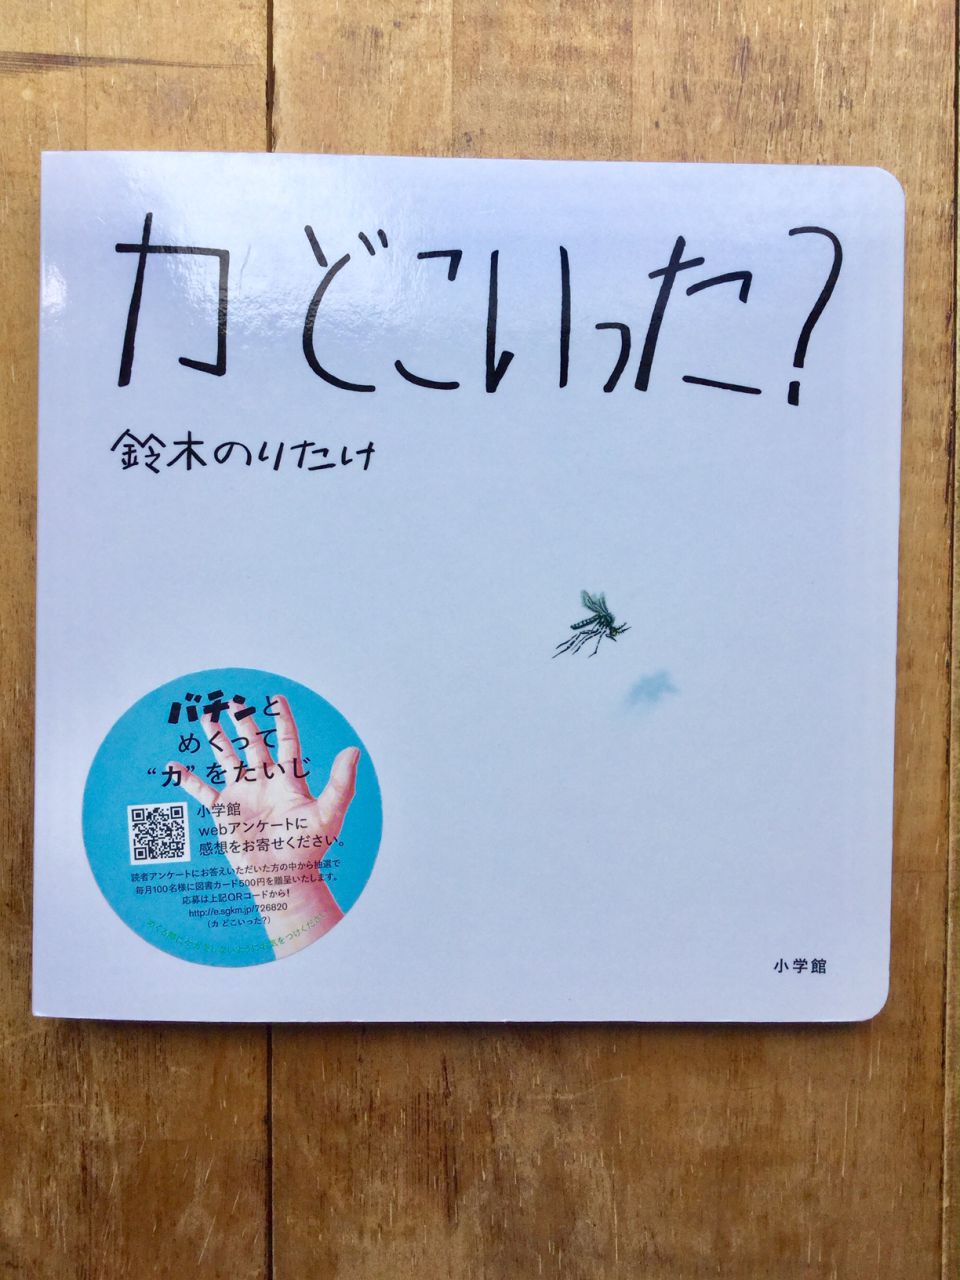 カ どこいった?
鈴木のりたけ
バチンと
めくって
“カ”をたいじ
小学館
webアンケートに
感想をお寄せください。
読者アンケートにお答えいただいた方の中から抽選で
毎月100名様に図書カード500円を贈呈いたします。
応募は上記QRコードから!
http://e.sgkm.jp/726820
(カ どこいった?)
小学館